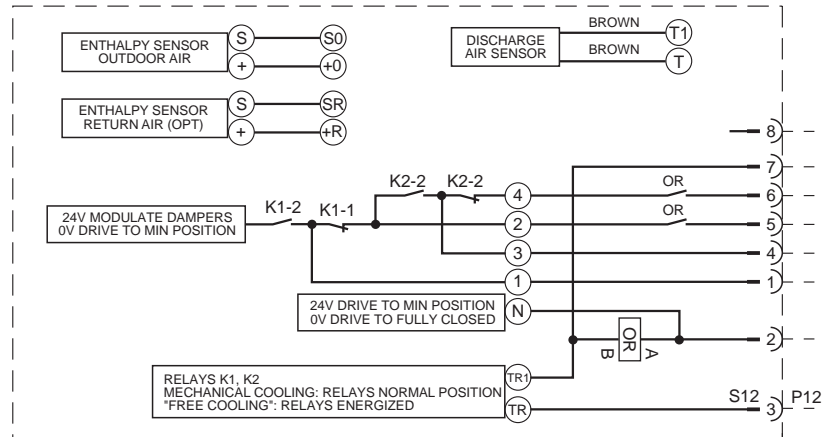 ENTHALPY SENSOR
OUTDOOR AIR
S
S0
+
+0
DISCHARGE
AIR SENSOR
BROWN
T1
BROWN
T
ENTHALPY SENSOR
RETURN AIR (OPT)
S
SR
+
+R
8
7
K2-2
K2-2
4
OR
6
24V MODULATE DAMPERS
0V DRIVE TO MIN POSITION
K1-2
K1-1
2
OR
5
3
4
1
1
24V DRIVE TO MIN POSITION
0V DRIVE TO FULLY CLOSED
N
B
OR
A
2
RELAYS K1, K2
MECHANICAL COOLING: RELAYS NORMAL POSITION
"FREE COOLING": RELAYS ENERGIZED
TR1
TR
S12
3
P12